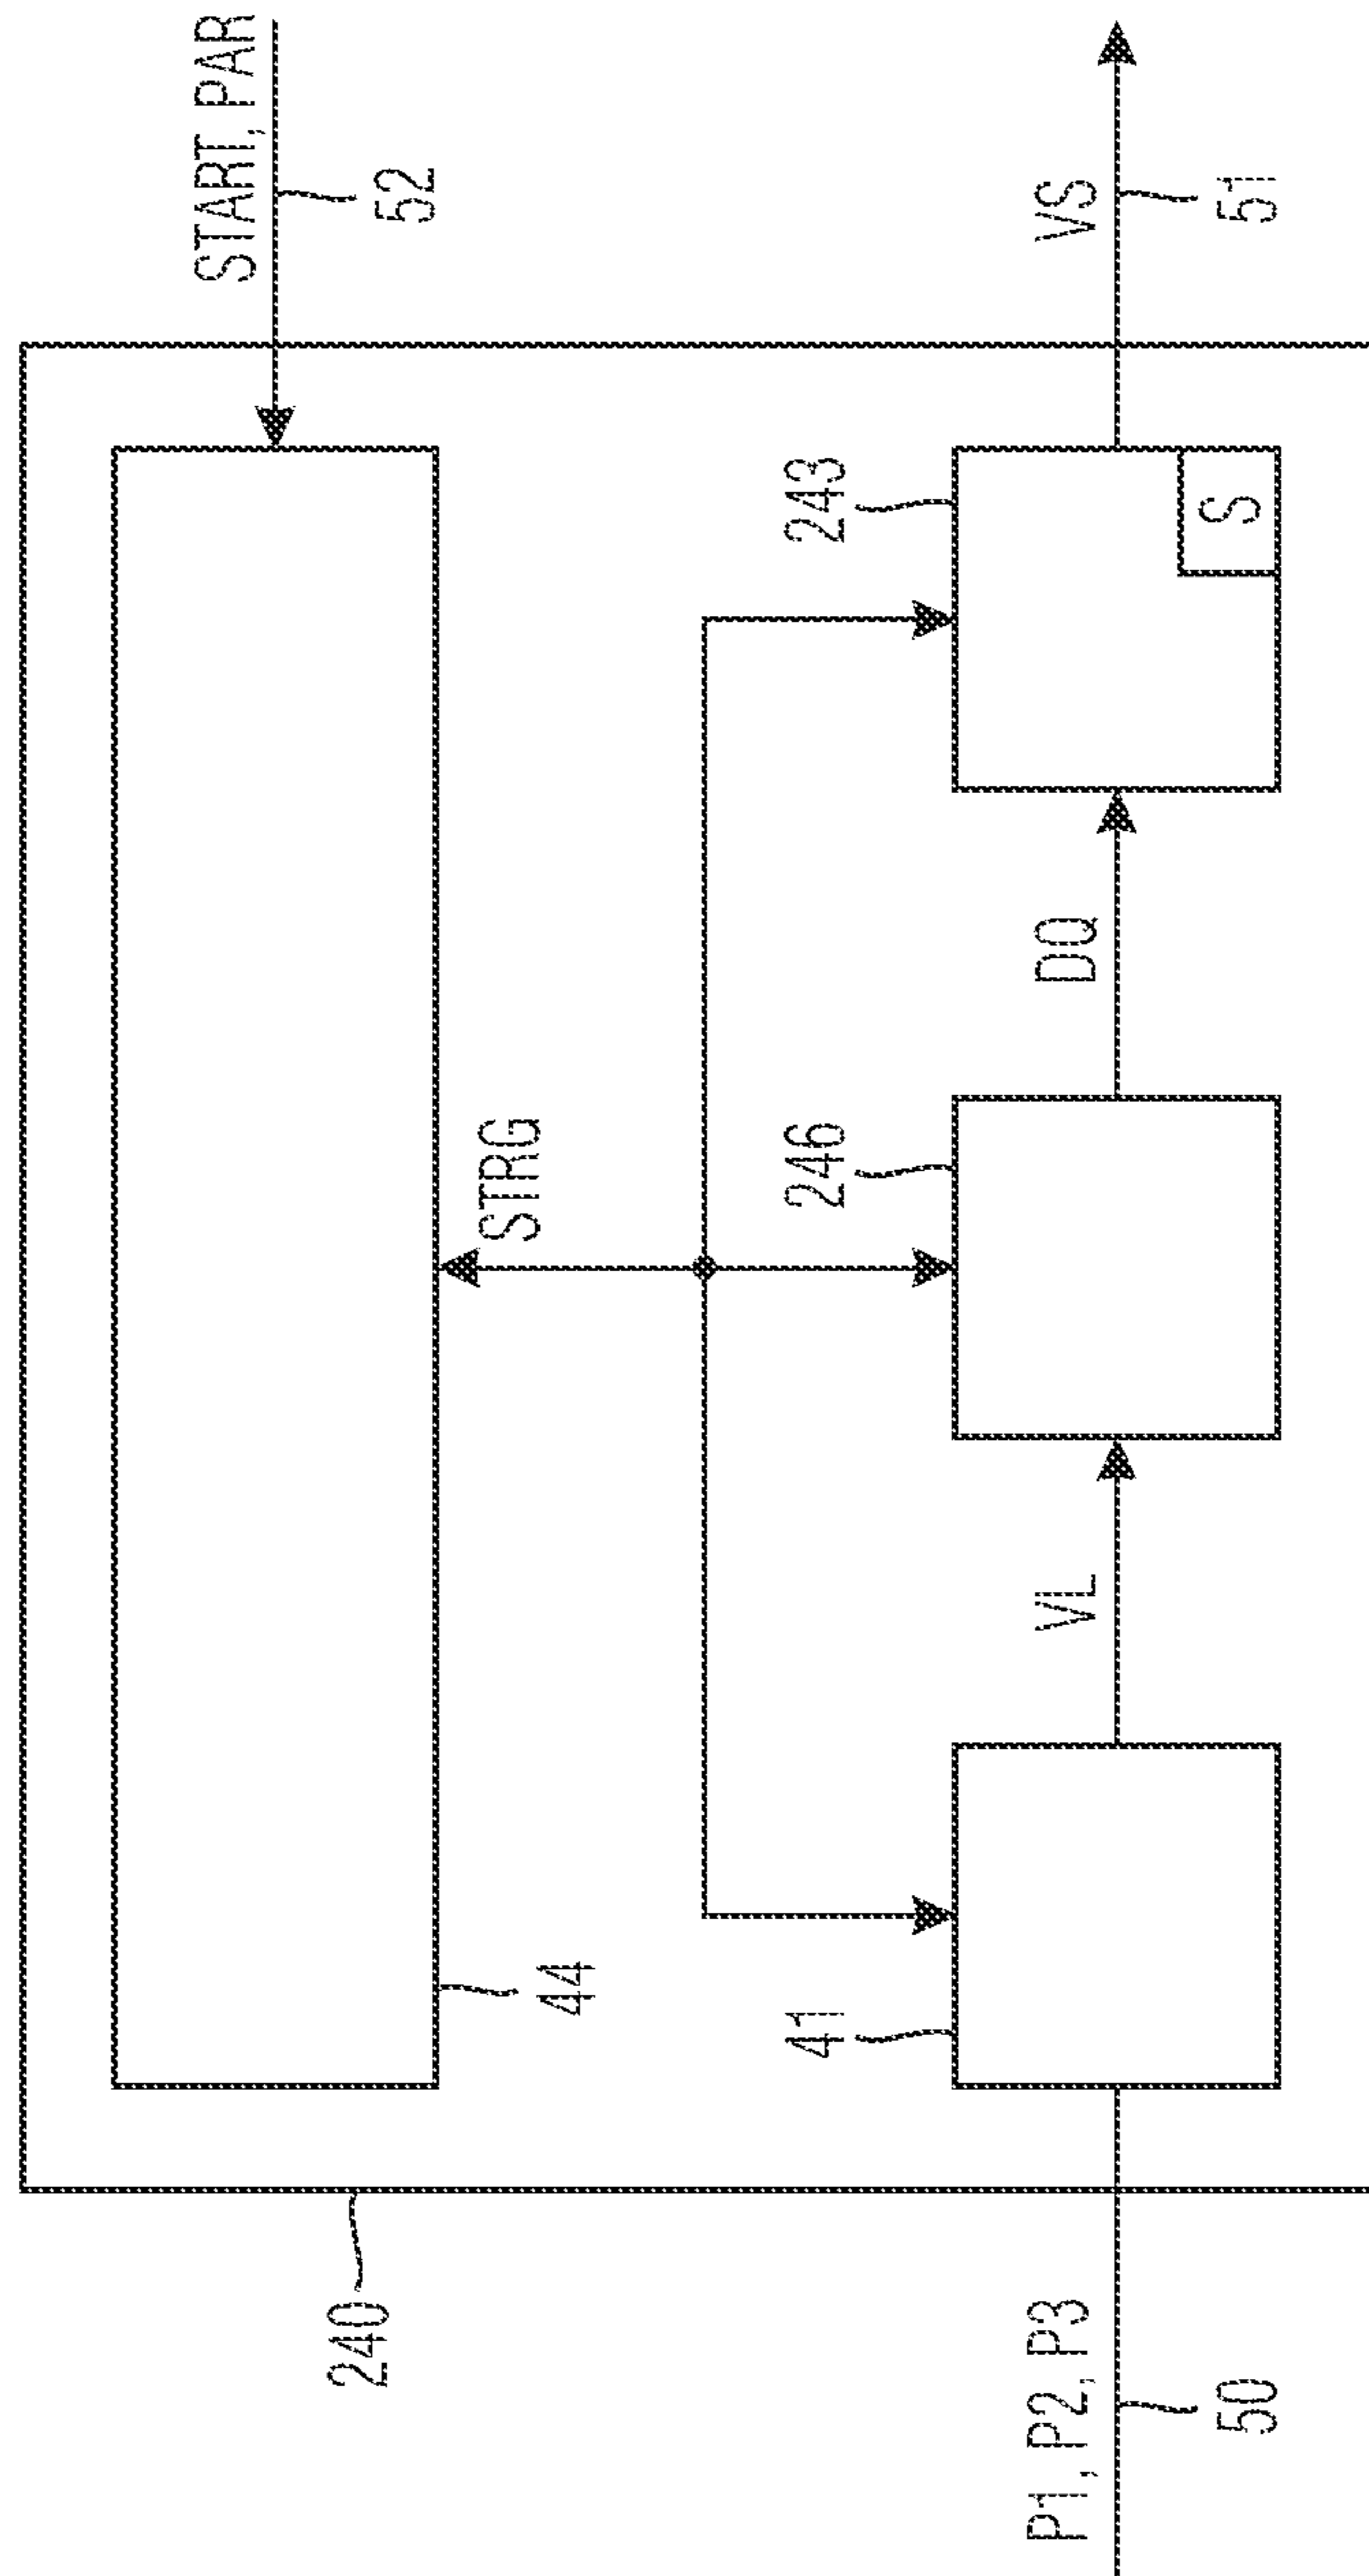 START, PAR
52
44
STRG
240
41
246
243
P1, P2, P3
50
VL
DQ
S
VS
51